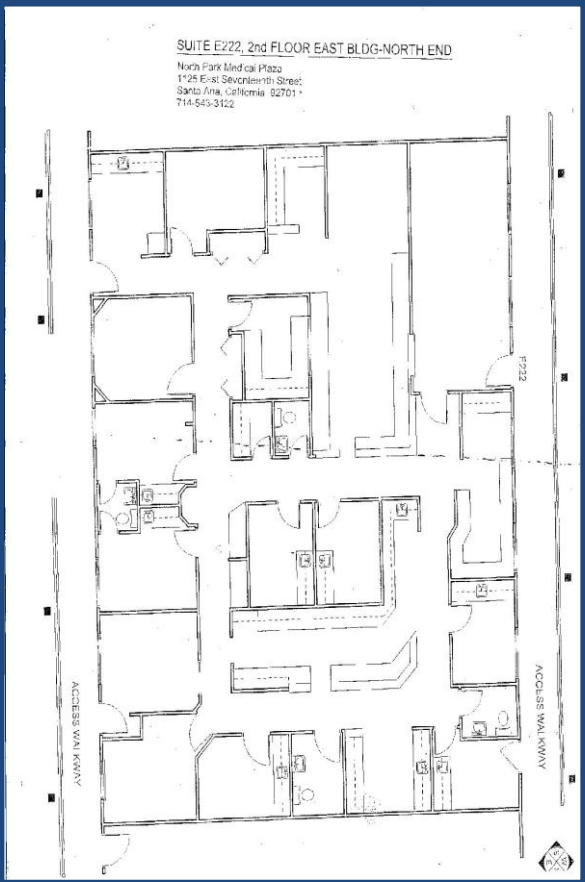 SUITE E222, 2nd FLOOR EAST BLDG-NORTH END
North Park Medical Plaza
1125 East Seventeenth Street
Santa Ana, California 92701
714-543-3122
E222
ACCESS WALKWAY
ACCESS WALKWAY